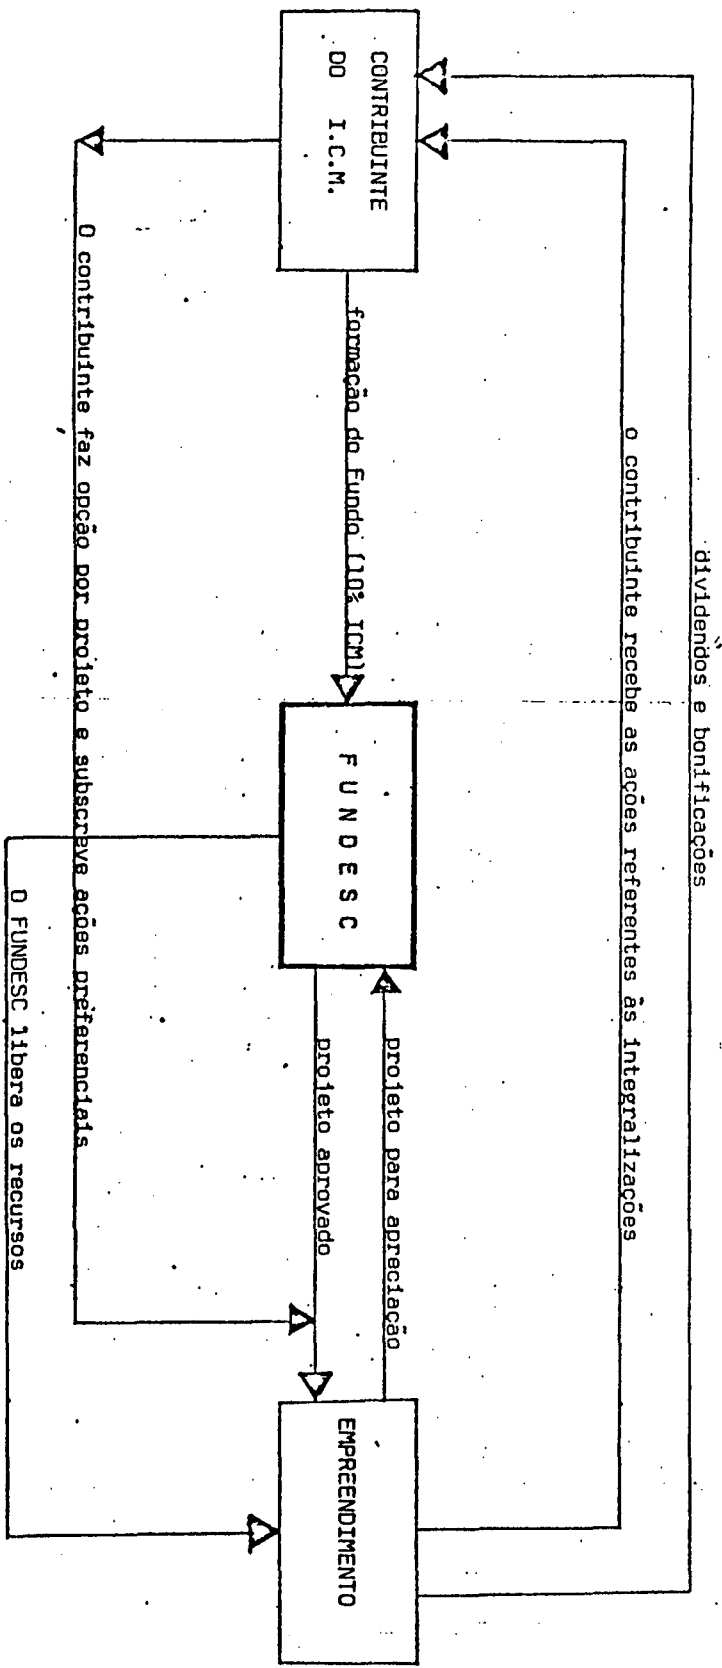 dividendos e bonificações
o contribuinte recebe as ações referentes às integralizações
CONTRIBUINTE
DO I.C.M.
formação do Fundo (10% ICM)
F U N D E S C
projeto para apreciação
projeto aprovado
EMPREENDIMENTO
O contribuinte faz opção por projeto e subscreve ações preferenciais
O FUNDESC libera os recursos